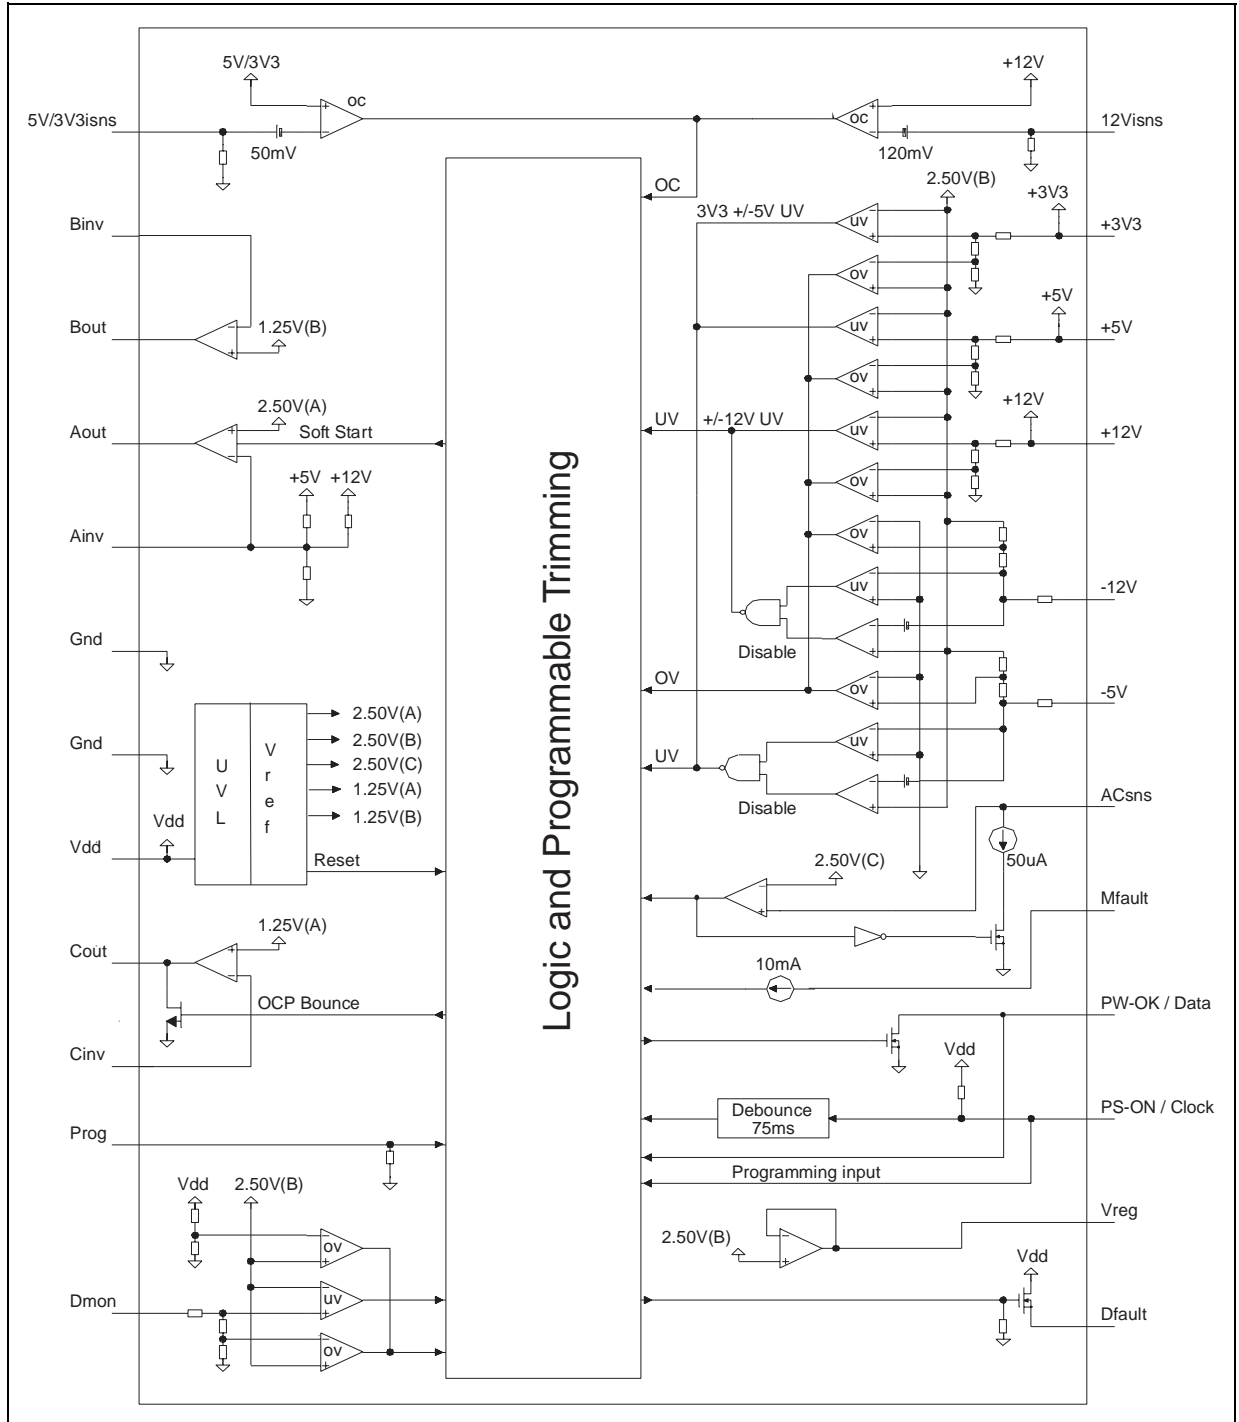 5V/3V3
+12V
oc
oc
5V/3V3isns
12Visns
50mV
120mV
2.50V(B)
OC
+3V3
3V3 +/-5V UV
uv
Binv
+3V3
ov
+5V
Bout
1.25V(B)
uv
+5V
ov
2.50V(A)
+12V
Aout
Soft Start
UV
+/-12V UV
uv
+12V
+5V
+12V
ov
Ainv
ov
uv
-12V
Gnd
Disable
OV
ov
-5V
2.50V(A)
Gnd
2.50V(B)
uv
UVL
Vref
2.50V(C)
UV
1.25V(A)
Disable
ACsns
Vdd
1.25V(B)
Vdd
Reset
2.50V(C)
50uA
Logic and Programmable Trimming
Mfault
1.25V(A)
Cout
10mA
OCP Bounce
PW-OK / Data
Cinv
Vdd
Debounce
75ms
PS-ON / Clock
Prog
Programming input
Vdd
2.50V(B)
Vreg
2.50V(B)
ov
Vdd
Dmon
uv
Dfault
ov
+
-
+
-
+
-
+
-
+
-
+
-
+
-
+
-